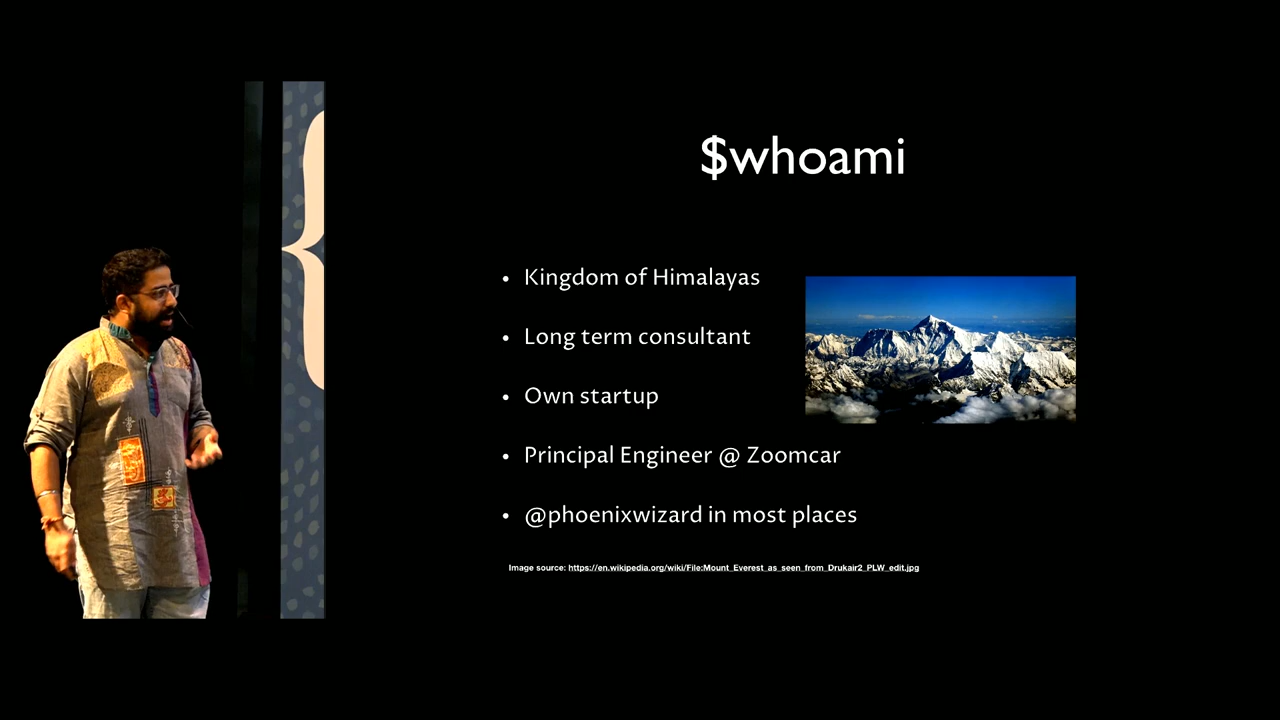 $whoami
• Kingdom of Himalayas
• Long term consultant
• Own startup
• Principal Engineer @ Zoomcar
• @phoenixwizard in most places
Image source: https://en.wikipedia.org/wiki/File:Mount_Everest_as_seen_from_Drukair2_PLW_edit.jpg